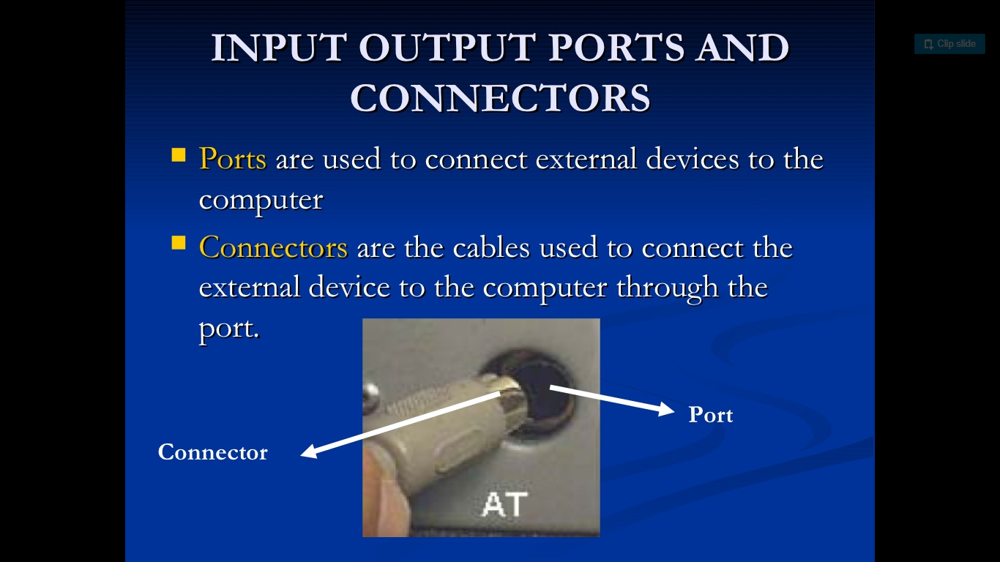 INPUT OUTPUT PORTS AND
CONNECTORS
Clip slide
Ports are used to connect external devices to the
computer
Connectors are the cables used to connect the
external device to the computer through the
port.
Port
Connector
AT